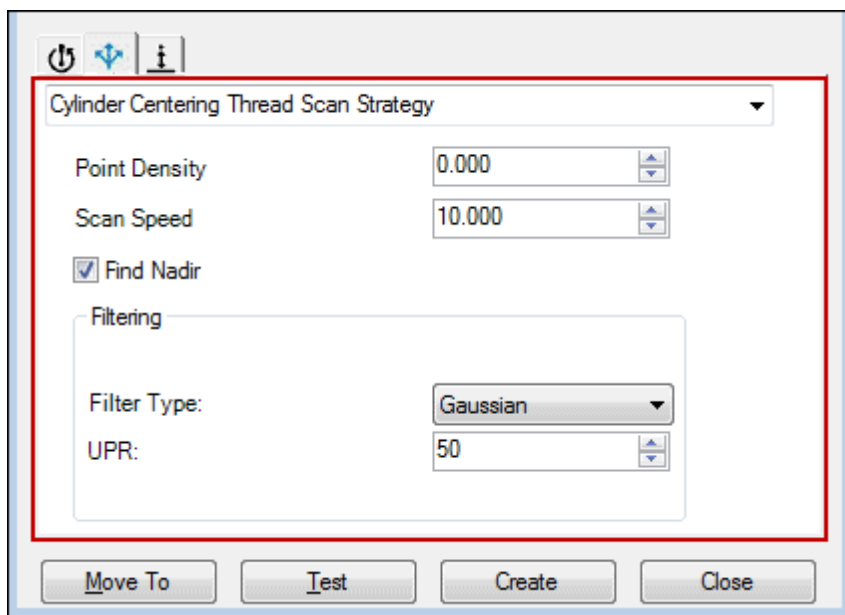 Cylinder Centering Thread Scan Strategy
Point Density 0.000
Scan Speed 10.000
Find Nadir
Filtering
Filter Type: Gaussian
UPR: 50
Move To Test Create Close